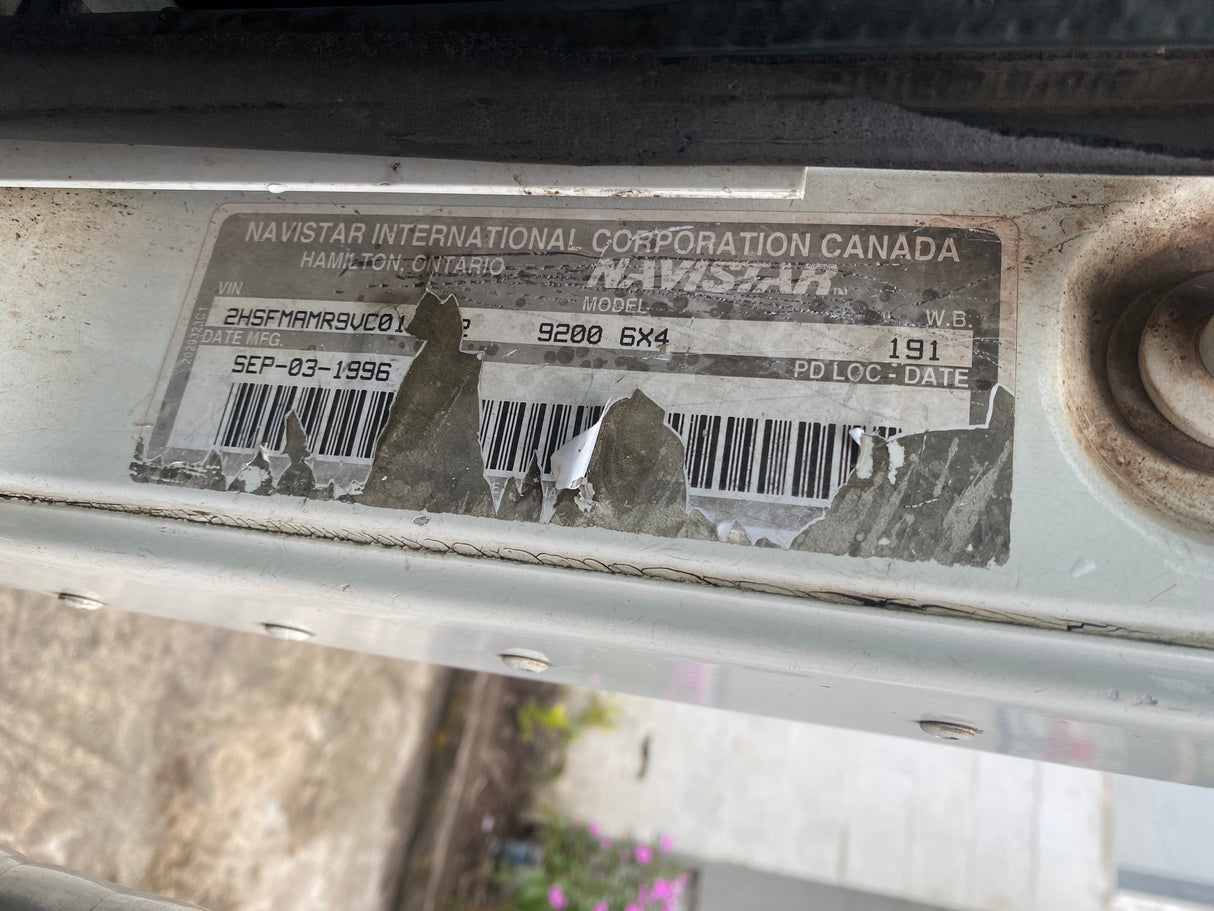 NAVISTAR INTERNATIONAL CORPORATION CANADA
HAMILTON, ONTARIO NAVISTAR TM
VIN MODEL W.B.
9200 6X4 191
DATE MFG. PD LOC - DATE
SEP-03-1996